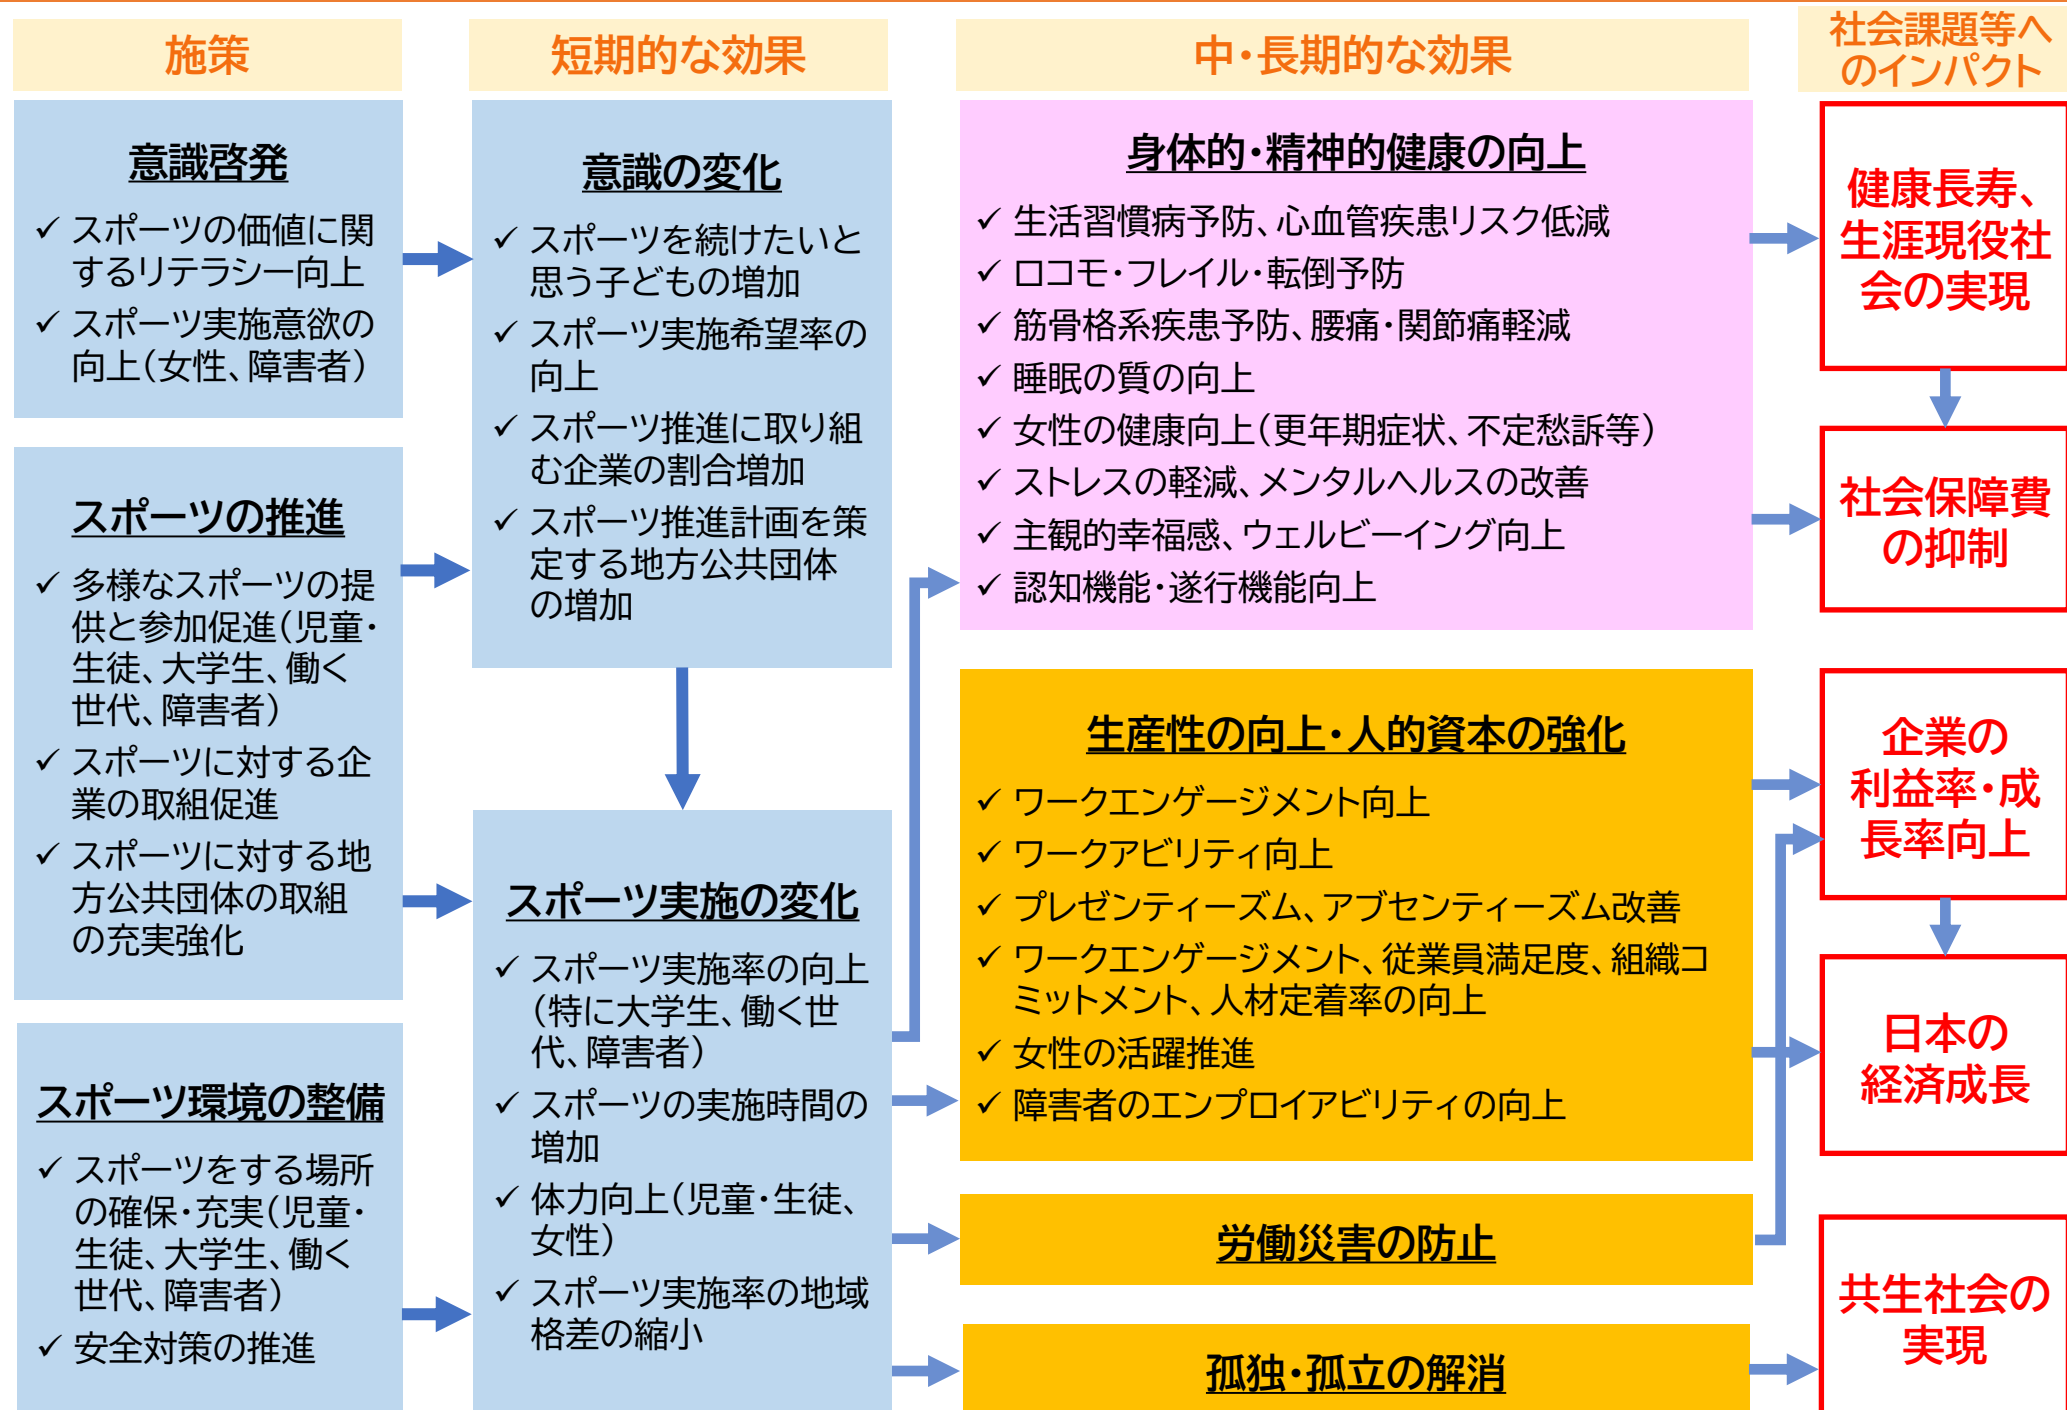 施策
意識啓発
✓ スポーツの価値に関
するリテラシー向上
✓ スポーツ実施意欲の
向上(女性、障害者)
スポーツの推進
✓ 多様なスポーツの提
供と参加促進(児童・
生徒、大学生、働く
世代、障害者)
✓ スポーツに対する企
業の取組促進
✓ スポーツに対する地
方公共団体の取組
の充実強化
スポーツ環境の整備
✓ スポーツをする場所
の確保・充実(児童・
生徒、大学生、働く
世代、障害者)
✓ 安全対策の推進
短期的な効果
意識の変化
✓ スポーツを続けたいと
思う子どもの増加
✓ スポーツ実施希望率の
向上
✓ スポーツ推進に取り組
む企業の割合増加
✓ スポーツ推進計画を策
定する地方公共団体
の増加
スポーツ実施の変化
✓ スポーツ実施率の向上
(特に大学生、働く世
代、障害者)
✓ スポーツの実施時間の
増加
✓ 体力向上(児童・生徒、
女性)
✓ スポーツ実施率の地域
格差の縮小
中・長期的な効果
身体的・精神的健康の向上
✓ 生活習慣病予防、心血管疾患リスク低減
✓ ロコモ・フレイル・転倒予防
✓ 筋骨格系疾患予防、腰痛・関節痛軽減
✓ 睡眠の質の向上
✓ 女性の健康向上(更年期症状、不定愁訴等)
✓ ストレスの軽減、メンタルヘルスの改善
✓ 主観的幸福感、ウェルビーイング向上
✓ 認知機能・遂行機能向上
生産性の向上・人的資本の強化
✓ ワークエンゲージメント向上
✓ ワークアビリティ向上
✓ プレゼンティーズム、アブセンティーズム改善
✓ ワークエンゲージメント、従業員満足度、組織コ
ミットメント、人材定着率の向上
✓ 女性の活躍推進
✓ 障害者のエンプロイアビリティの向上
労働災害の防止
孤独・孤立の解消
社会課題等へ
のインパクト
健康長寿、
生涯現役社
会の実現
社会保障費
の抑制
企業の
利益率・成
長率向上
日本の
経済成長
共生社会の
実現